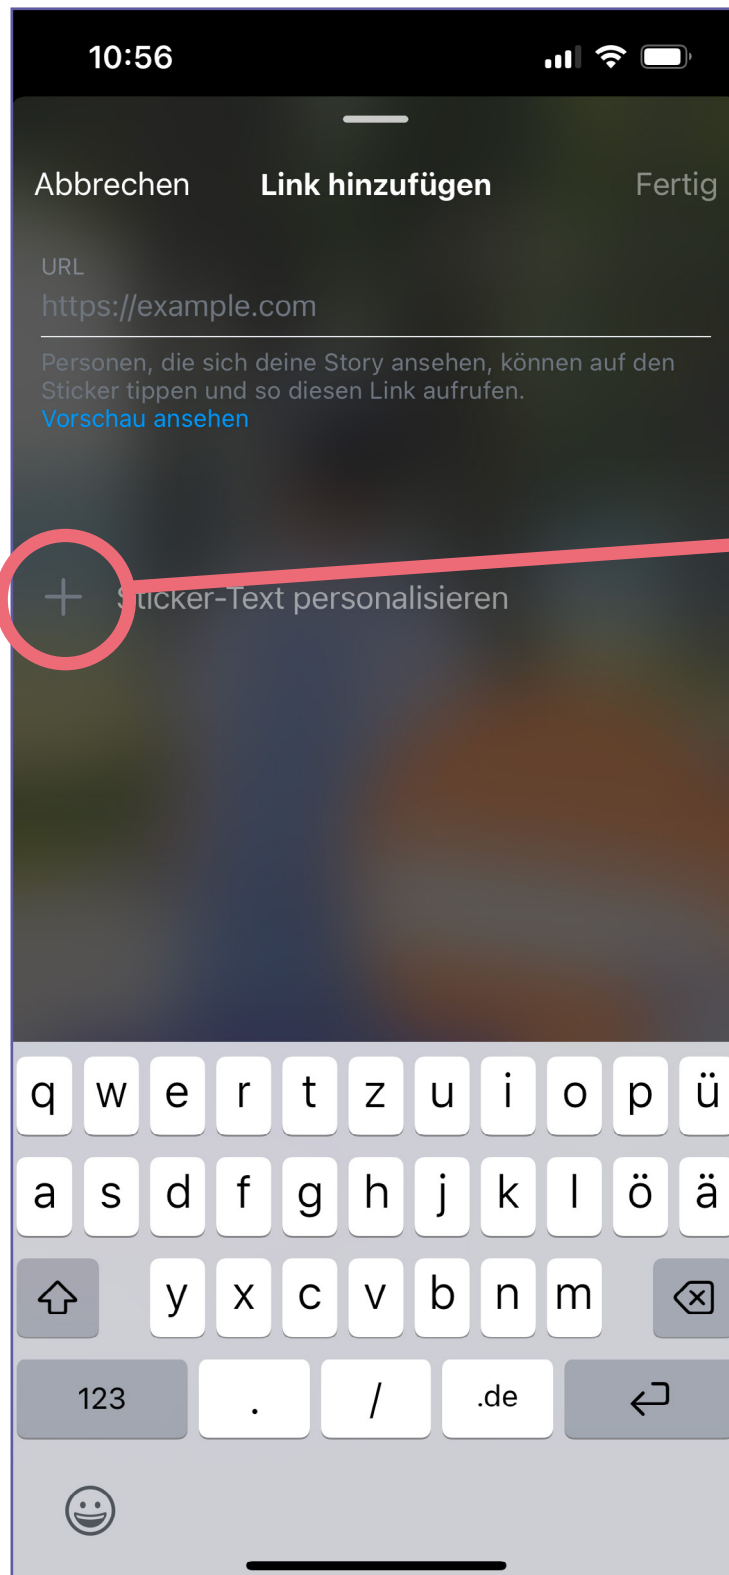 10:56
Abbrechen Link hinzufügen Fertig
URL
https://example.com
Personen, die sich deine Story ansehen, können auf den
Sticker tippen und so diesen Link aufrufen.
Vorschau ansehen
Sticker-Text personalisieren
q w e r t z u i o p ü
a s d f g h j k l ö ä
y x c v b n m
123 . / .de